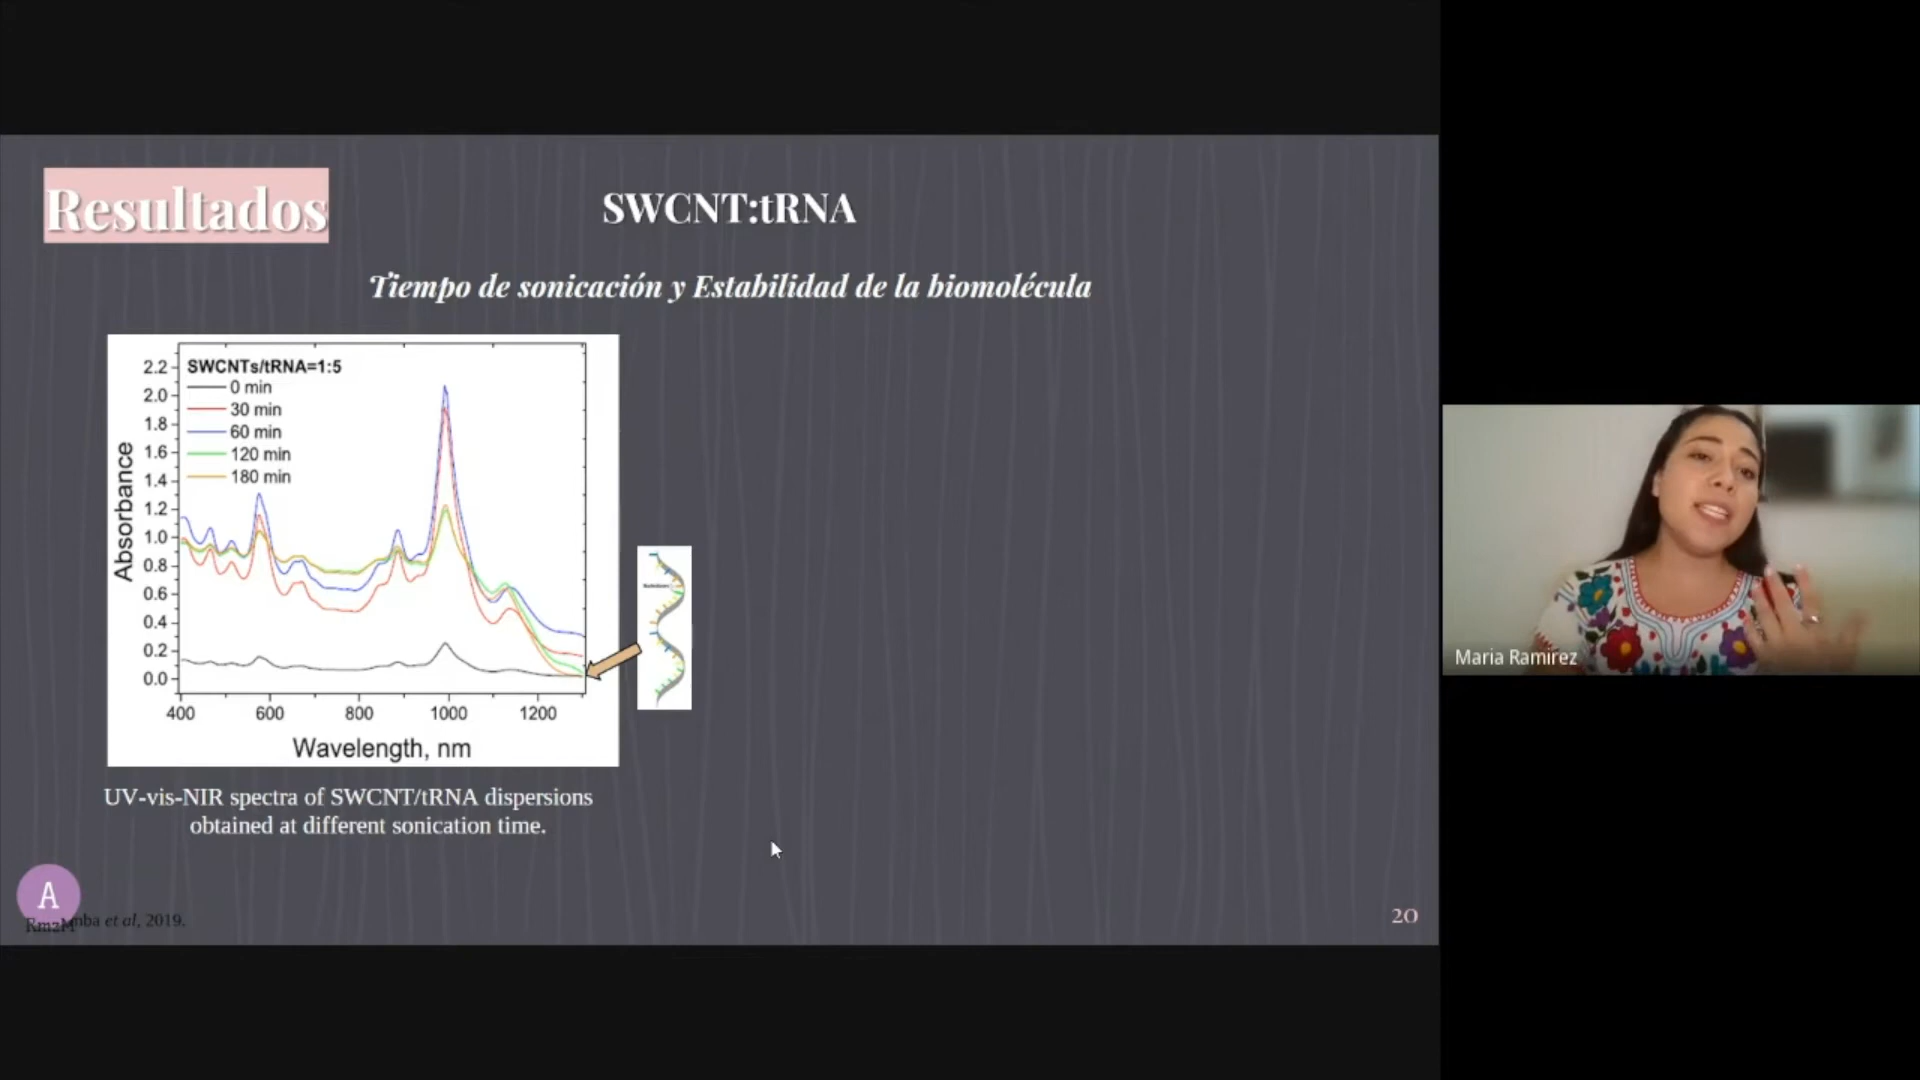 Resultados
SWCNT:tRNA
Tiempo de sonicación y Estabilidad de la biomolécula
SWCNTs/tRNA=1:5
0 min
30 min
60 min
120 min
180 min
Absorbance
2.2
2.0
1.8
1.6
1.4
1.2
1.0
0.8
0.6
0.4
0.2
0.0
400 600 800 1000 1200
Wavelength, nm
UV-vis-NIR spectra of SWCNT/tRNA dispersions
obtained at different sonication time.
A
et al, 2019.
20
Maria Ramirez